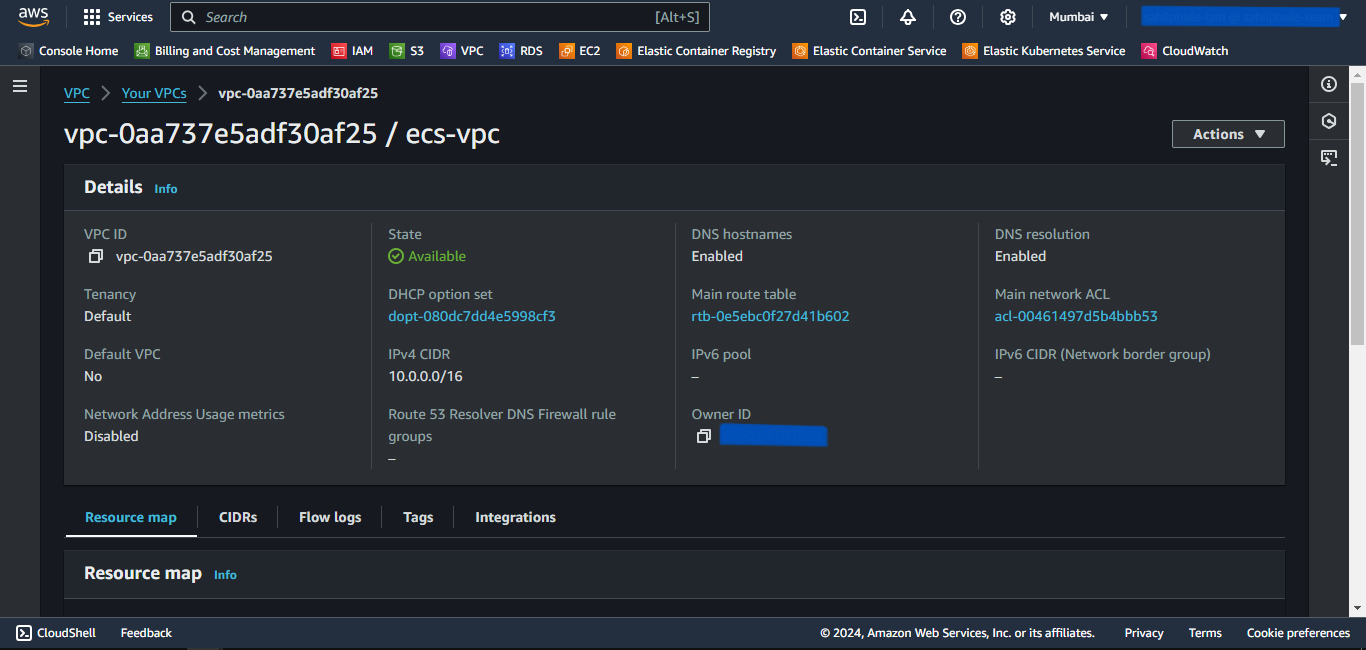 aws Services Search [Alt+S] Mumbai ▼
Console Home Billing and Cost Management IAM S3 VPC RDS EC2 Elastic Container Registry Elastic Container Service Elastic Kubernetes Service CloudWatch
VPC > Your VPCs > vpc-0aa737e5adf30af25
vpc-0aa737e5adf30af25 / ecs-vpc
Actions ▼
Details Info
VPC ID
vpc-0aa737e5adf30af25
State
Available
DNS hostnames
Enabled
DNS resolution
Enabled
Tenancy
Default
DHCP option set
dopt-080dc7dd4e5998cf3
Main route table
rtb-0e5ebc0f27d41b602
Main network ACL
acl-00461497d5b4bbb53
Default VPC
No
IPv4 CIDR
10.0.0.0/16
IPv6 pool
–
IPv6 CIDR (Network border group)
–
Network Address Usage metrics
Disabled
Route 53 Resolver DNS Firewall rule
groups
–
Owner ID
Resource map CIDRs Flow logs Tags Integrations
Resource map Info
CloudShell Feedback © 2024, Amazon Web Services, Inc. or its affiliates. Privacy Terms Cookie preferences